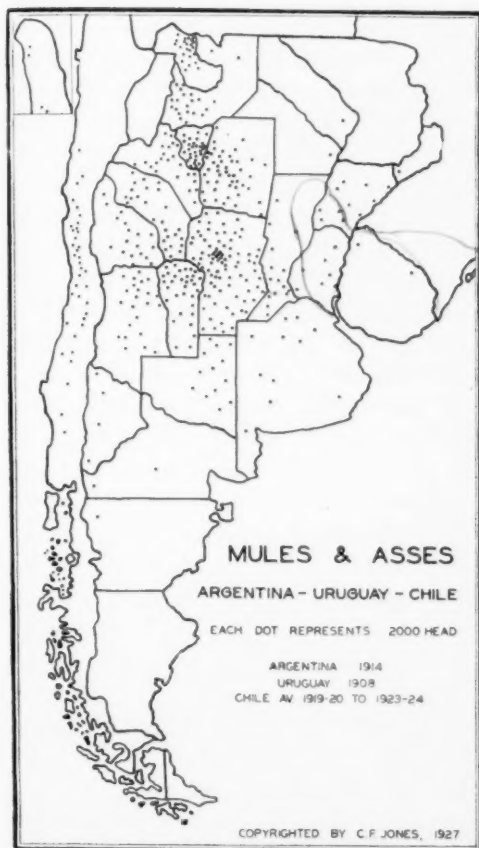 MULES & ASSES
ARGENTINA - URUGUAY - CHILE
EACH DOT REPRESENTS 2000 HEAD
ARGENTINA 1914
URUGUAY 1908
CHILE AV 1919-20 TO 1923-24
COPYRIGHTED BY C.F. JONES, 1927